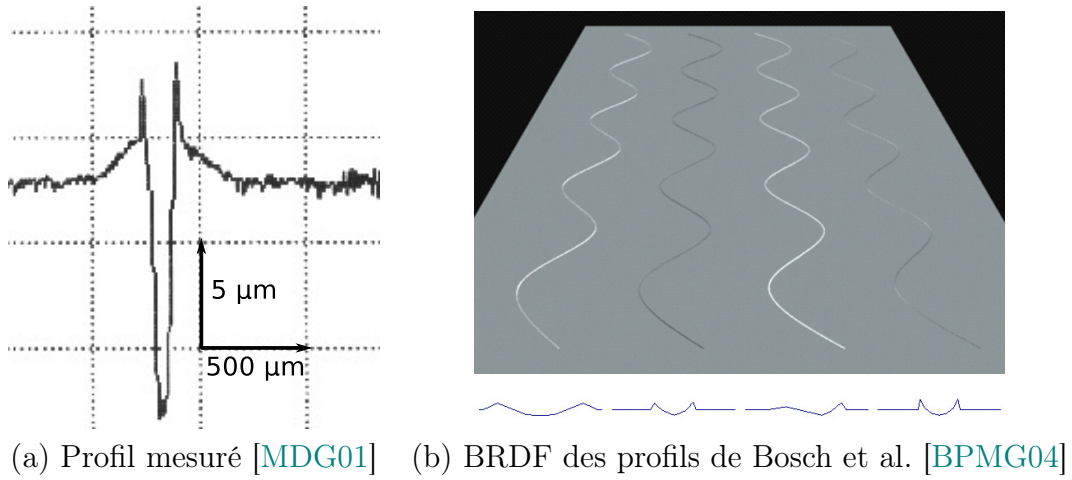 5 µm
500 µm
(a) Profil mesuré [MDG01]
(b) BRDF des profils de Bosch et al. [BPMG04]